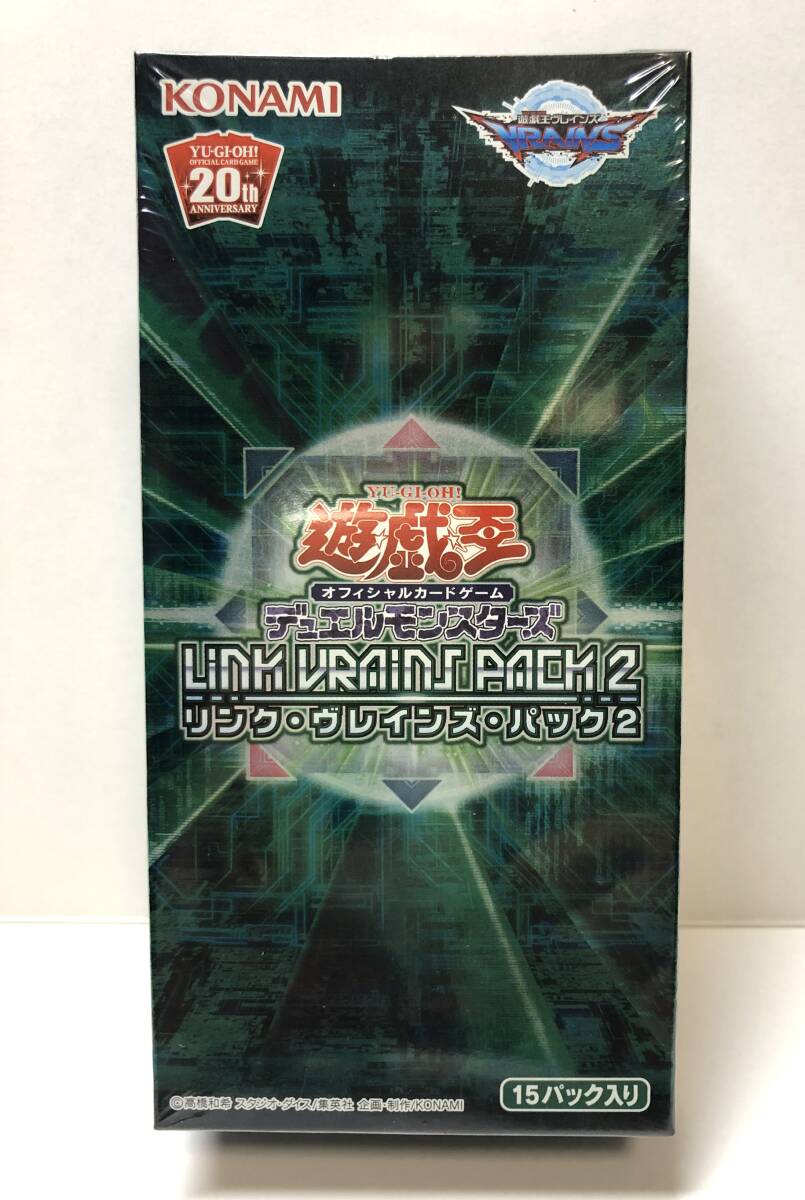 KONAMI
YU-GI-OH!
OFFICIAL CARD GAME
20th
ANNIVERSARY
遊戯王ヴレインズ
VRAINS
YU-GI-OH!
遊戯王
オフィシャルカードゲーム
デュエルモンスターズ
LINK VRAINS PACK 2
リンク・ヴレインズ・パック2
©高橋和希 スタジオ・ダイス/集英社 企画・制作/KONAMI
15パック入り